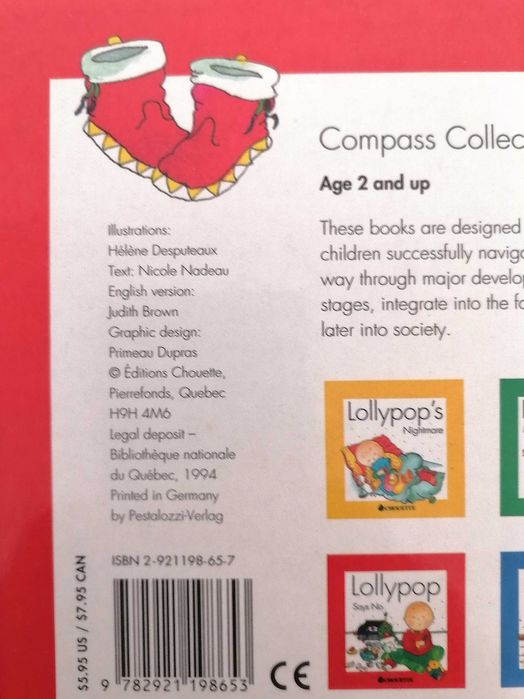 Compass Collec
Age 2 and up
These books are designed
children successfully naviga
way through major develop
stages, integrate into the fa
later into society.
Illustrations:
Hélène Desputeaux
Text: Nicole Nadeau
English version:
Judith Brown
Graphic design:
Primeau Dupras
© Éditions Chouette,
Pierrefonds, Quebec
H9H 4M6
Legal deposit –
Bibliothèque nationale
du Québec, 1994
Printed in Germany
by Pestalozzi-Verlag
ISBN 2-921198-65-7
$5.95 US / $7.95 CAN
9 782921 198653
CE
Lollypop's
Nightmare
CHOUETTE
Lollypop
Says No
CHOUETTE